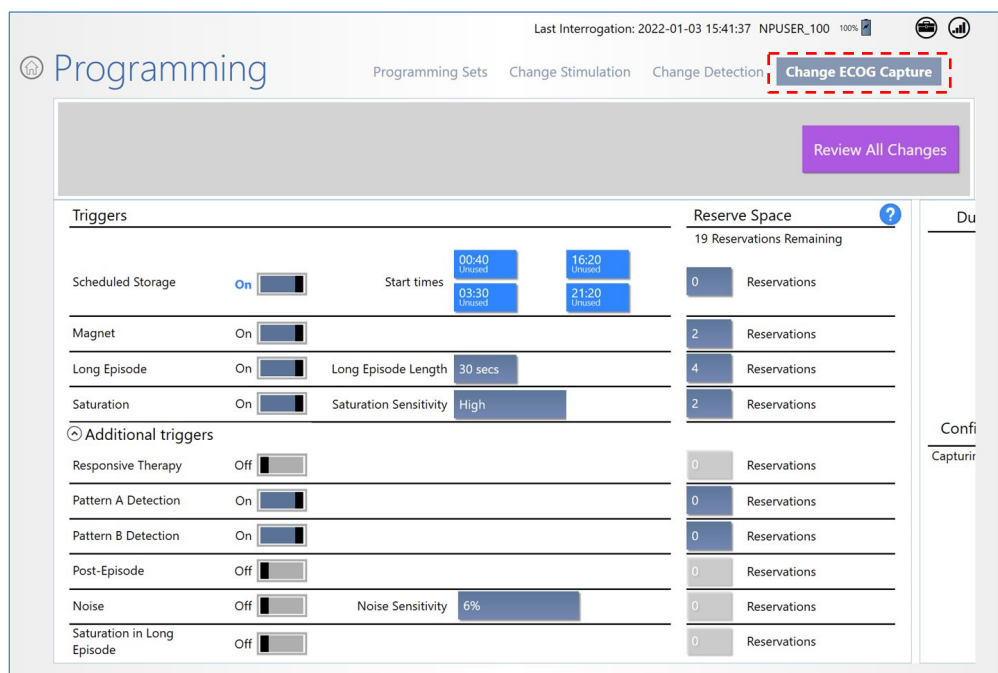 Last Interrogation: 2022-01-03 15:41:37 NPUSER_100 100%
Programming
Programming Sets Change Stimulation Change Detection Change ECOG Capture
Review All Changes
Triggers Reserve Space ? Du
19 Reservations Remaining
00:40 16:20
Unused Unused
Scheduled Storage On Start times 0 Reservations
03:30 21:20
Unused Unused
Magnet On 2 Reservations
Long Episode On Long Episode Length 30 secs 4 Reservations
Saturation On Saturation Sensitivity High 2 Reservations
Additional triggers Confi
Capturin
Responsive Therapy Off 0 Reservations
Pattern A Detection On 0 Reservations
Pattern B Detection On 0 Reservations
Post-Episode Off 0 Reservations
Noise Off Noise Sensitivity 6% 0 Reservations
Saturation in Long
Episode Off 0 Reservations